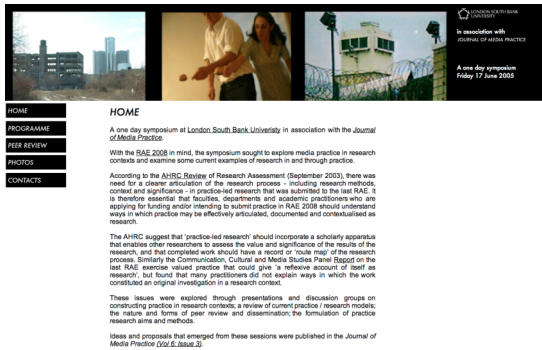 LONDON SOUTH BANK
UNIVERSITY
in association with
JOURNAL OF MEDIA PRACTICE
A one day symposium
Friday 17 June 2005
HOME
PROGRAMME
PEER REVIEW
PHOTOS
CONTACTS
HOME
A one day symposium at London South Bank Univeristy in association with the Journal
of Media Practice.
With the RAE 2008 in mind, the symposium sought to explore media practice in research
contexts and examine some current examples of research in and through practice.
According to the AHRC Review of Research Assessment (September 2003), there was
need for a clearer articulation of the research process - including research methods,
context and significance - in practice-led research that was submitted to the last RAE. It
is therefore essential that faculties, departments and academic practitioners who are
applying for funding and/or intending to submit practice in RAE 2008 should understand
ways in which practice may be effectively articulated, documented and contextualised as
research.
The AHRC suggest that 'practice-led research' should incorporate a scholarly apparatus
that enables other researchers to assess the value and significance of the results of the
research, and that completed work should have a record or 'route map' of the research
process. Similarly the Communication, Cultural and Media Studies Panel Report on the
last RAE exercise valued practice that could give 'a reflexive account of itself as
research', but found that many practitioners did not explain ways in which the work
constituted an original investigation in a research context.
These issues were explored through presentations and discussion groups on
constructing practice in research contexts; a review of current practice / research models;
the nature and forms of peer review and dissemination; the formulation of practice
research aims and methods.
Ideas and proposals that emerged from these sessions were published in the Journal of
Media Practice (Vol 6: Issue 3).